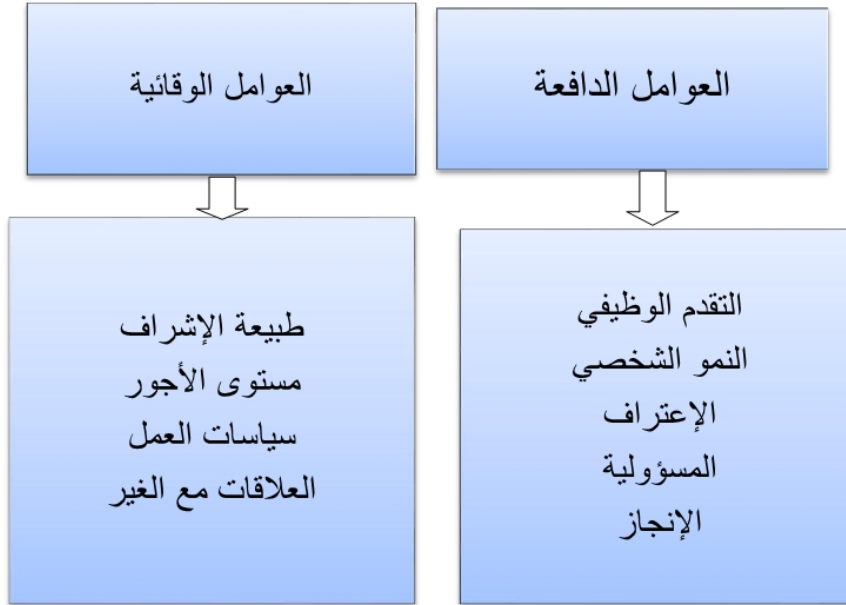 العوامل الدافعة
العوامل الوقائية
التقدم الوظيفي
النمو الشخصي
الإعتراف
المسؤولية
الإنجاز
طبيعة الإشراف
مستوى الأجور
سياسات العمل
العلاقات مع الغير